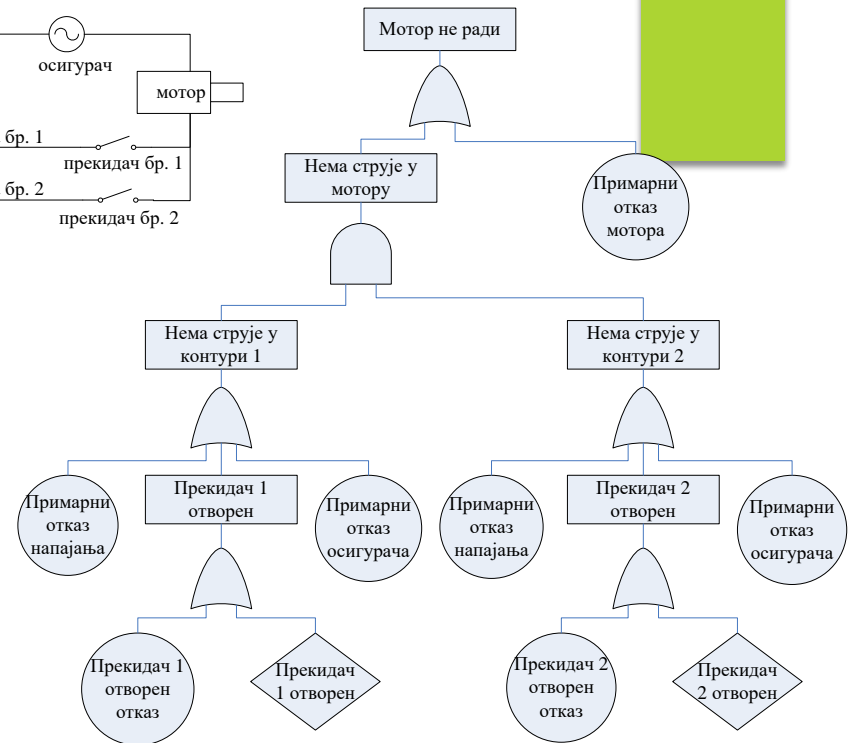 осигурач
мотор
бр. 1
прекидач бр. 1
бр. 2
прекидач бр. 2
Мотор не ради
Нема струје у
мотору
Примарни
отказ
мотора
Нема струје у
контури 1
Нема струје у
контури 2
Примарни
отказ
напајања
Прекидач 1
отворен
Примарни
отказ
осигурача
Примарни
отказ
напајања
Прекидач 2
отворен
Примарни
отказ
осигурача
Прекидач 1
отворен
отказ
Прекидач
1 отворен
Прекидач 2
отворен
отказ
Прекидач
2 отворен